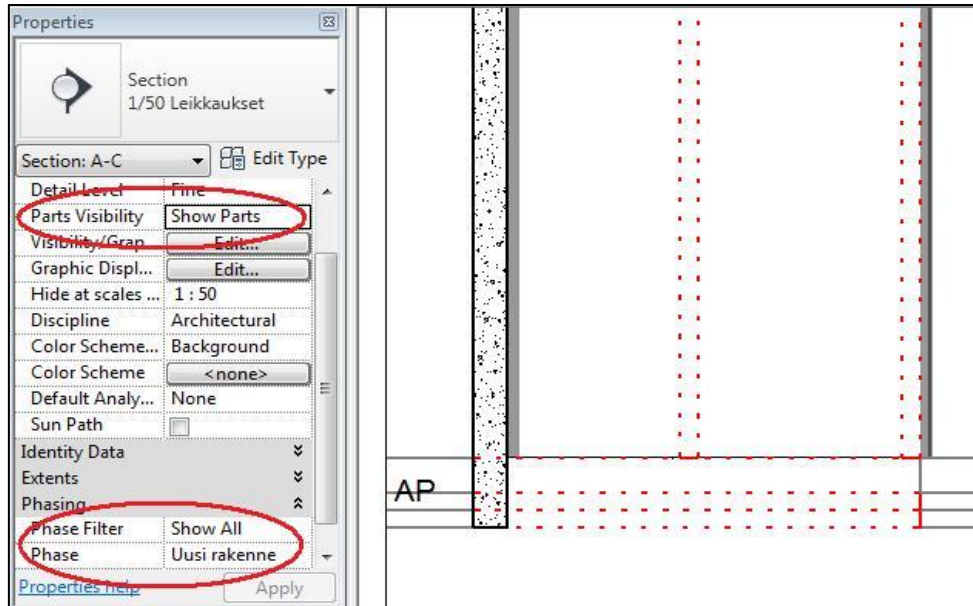 Properties
Section
1/50 Leikkaukset
Section: A-C
Edit Type
Detail Level Fine
Parts Visibility Show Parts
Visibility/Grap... Edit...
Graphic Displ... Edit...
Hide at scales ... 1 : 50
Discipline Architectural
Color Scheme... Background
Color Scheme <none>
Default Analy... None
Sun Path
Identity Data
Extents
Phasing
Phase Filter Show All
Phase Uusi rakenne
Properties help Apply
AP